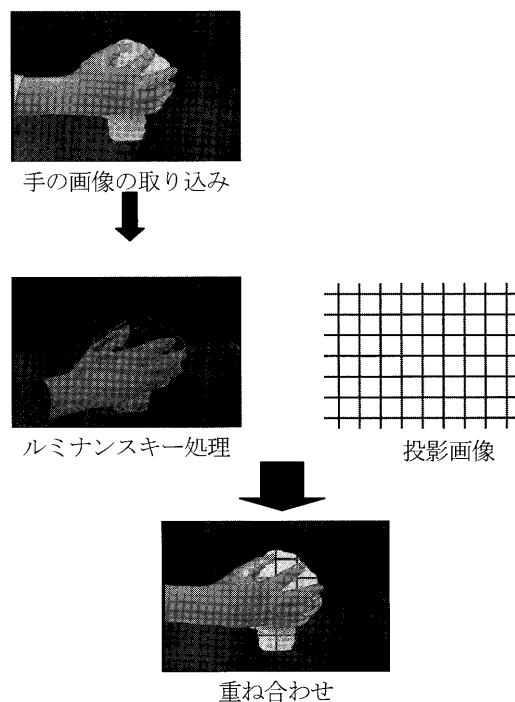 手の画像の取り込み
ルミナンスキー処理
投影画像
重ね合わせ